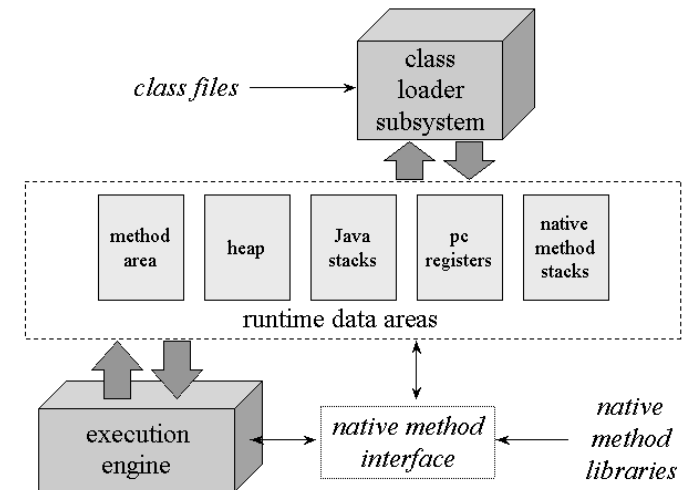 class
loader
subsystem
class files
method
area
heap
Java
stacks
pc
registers
native
method
stacks
runtime data areas
execution
engine
native method
interface
native
method
libraries